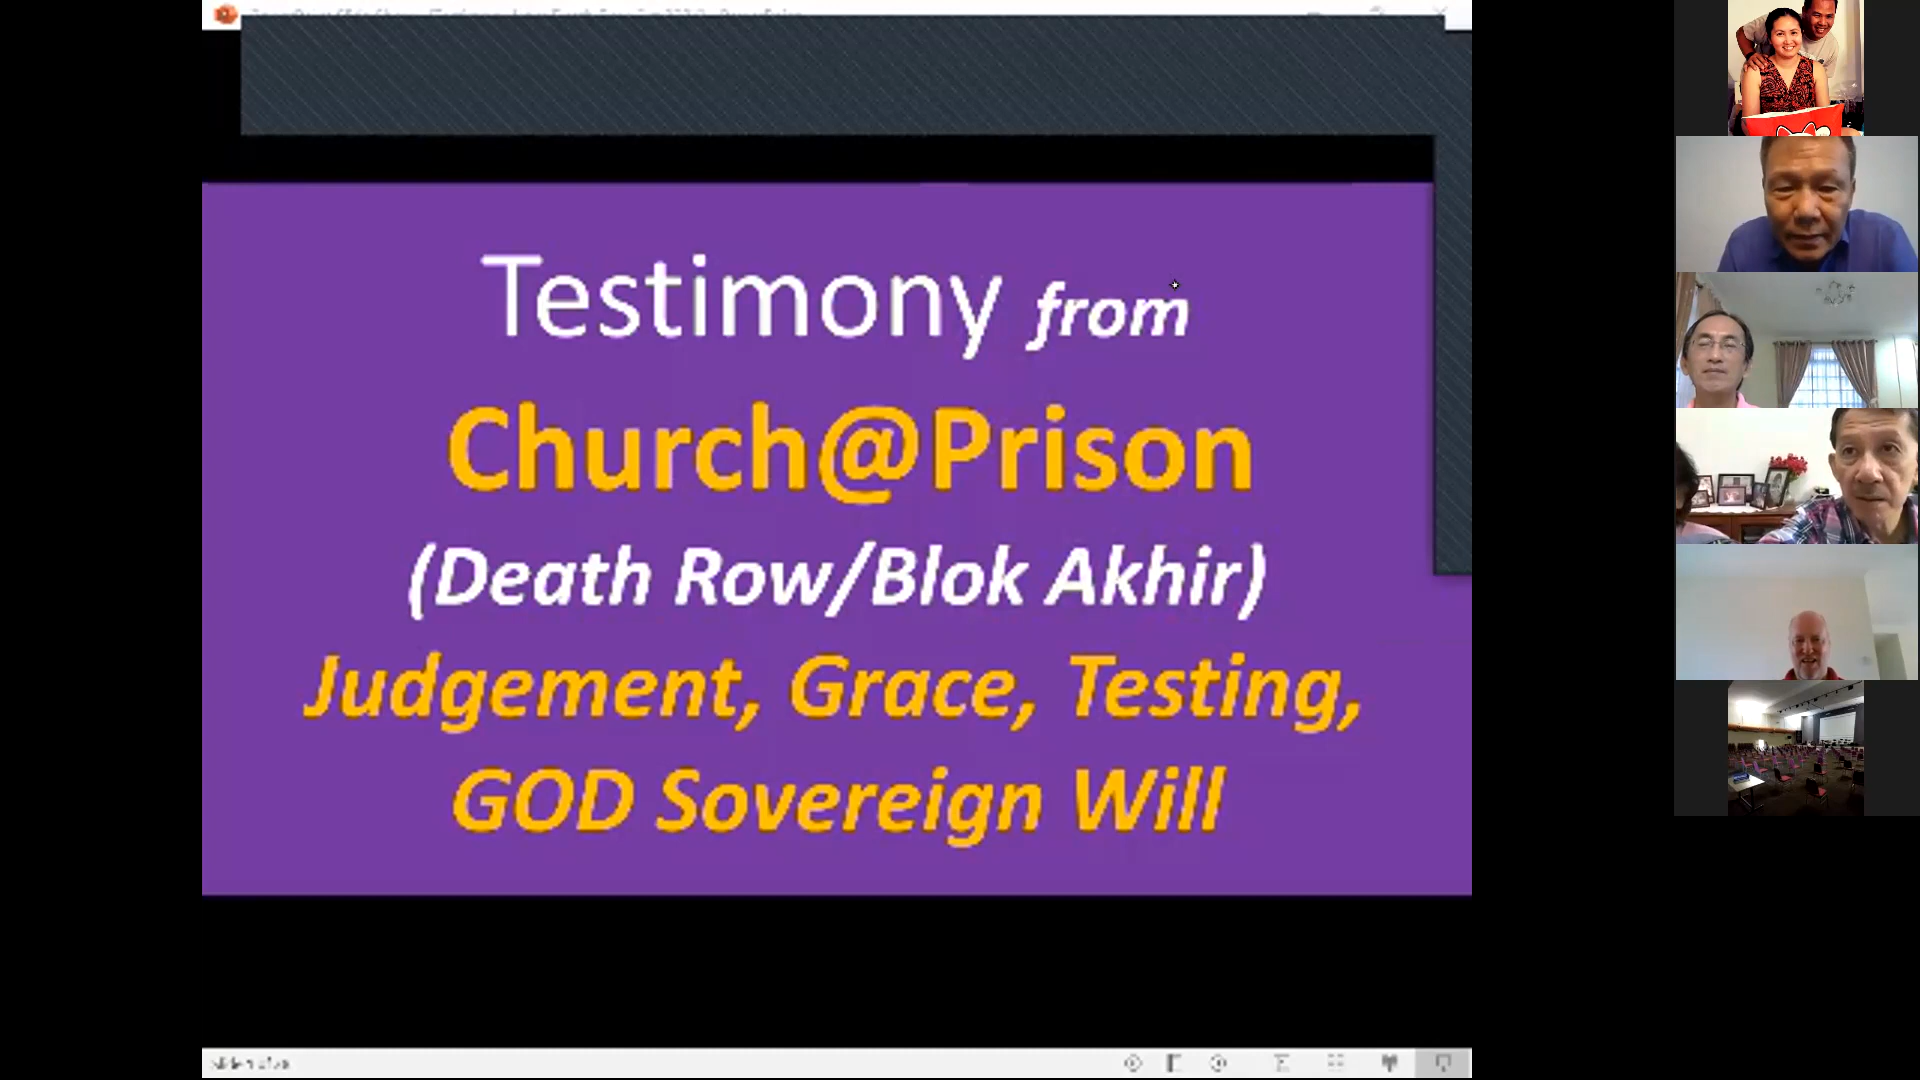 Testimony from
Church@Prison
(Death Row/Blok Akhir)
Judgement, Grace, Testing,
GOD Sovereign Will